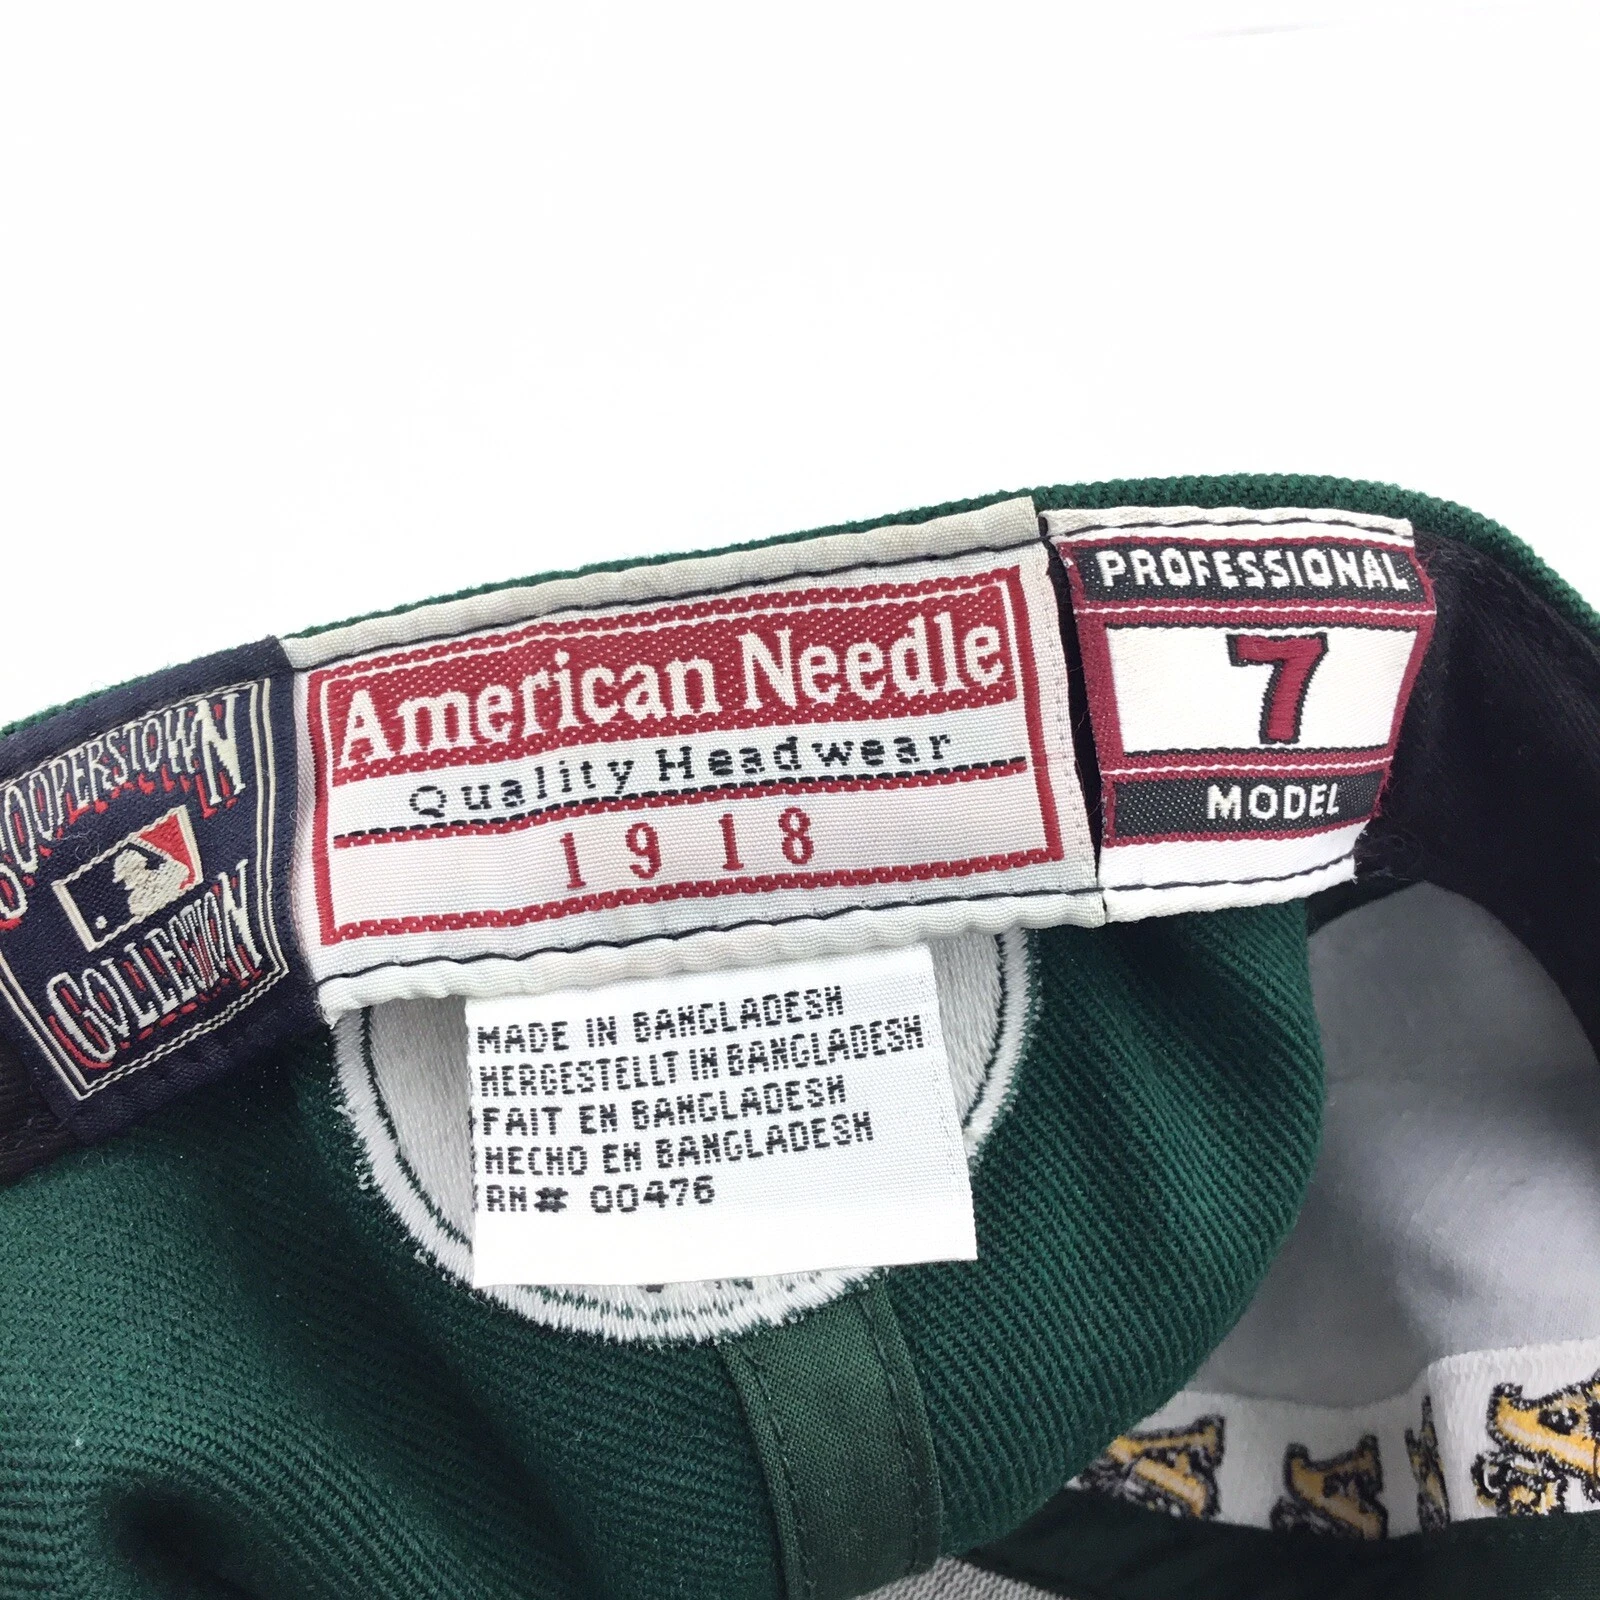 COOPERSTOWN
COLLECTION
American Needle
Quality Headwear
1918
PROFESSIONAL
7
MODEL
MADE IN BANGLADESH
HERGESTELLT IN BANGLADESH
FAIT EN BANGLADESH
HECHO EN BANGLADESH
RN# 00476